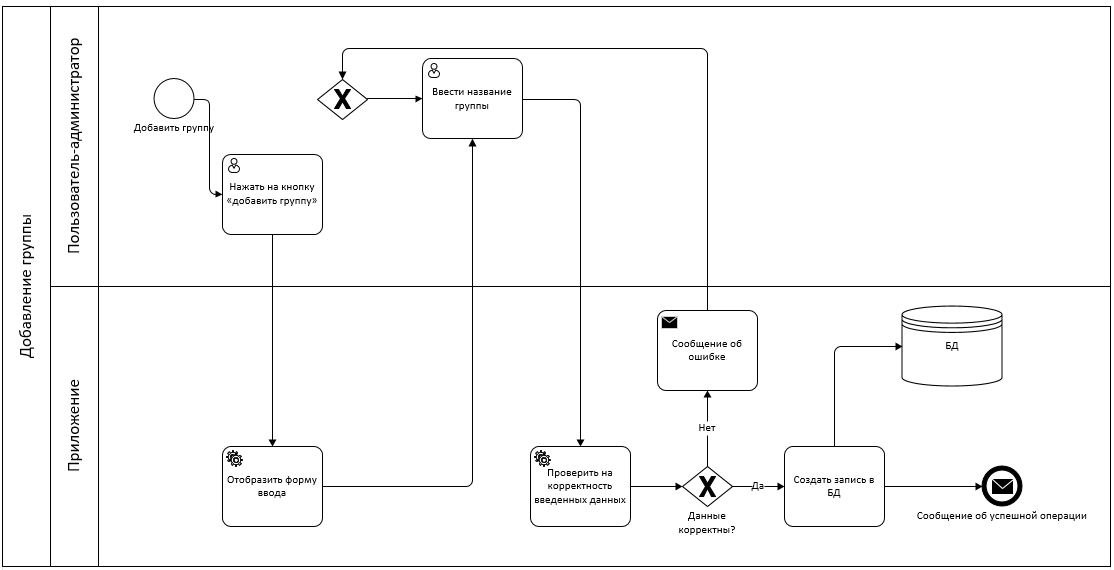 Добавление группы
Пользователь-администратор
Добавить группу
Нажать на кнопку
«добавить группу»
Ввести название
группы
Приложение
Отобразить форму
ввода
Проверить на
корректность
введенных данных
Данные
корректны?
Нет
Сообщение об
ошибке
Да
Создать запись в
БД
БД
Сообщение об успешной операции